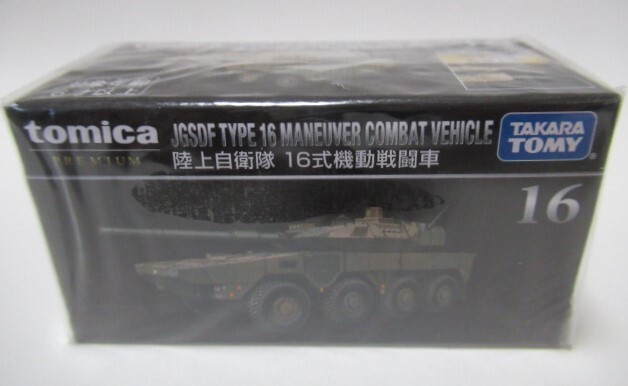 tomica
PREMIUM
JGSDF TYPE 16 MANEUVER COMBAT VEHICLE
陸上自衛隊 16式機動戦闘車
TAKARA
TOMY
16